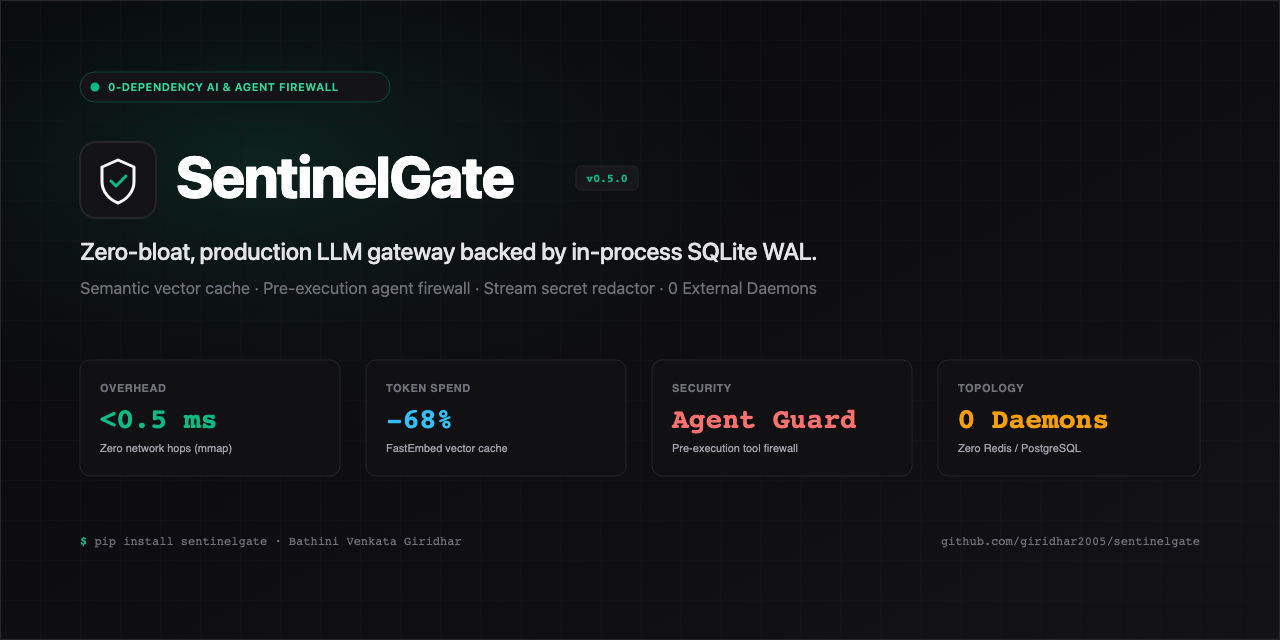 0-DEPENDENCY AI & AGENT FIREWALL
SentinelGate
v0.5.0
Zero-bloat, production LLM gateway backed by in-process SQLite WAL.
Semantic vector cache · Pre-execution agent firewall · Stream secret redactor · 0 External Daemons
OVERHEAD
<0.5 ms
Zero network hops (mmap)
TOKEN SPEND
−68%
FastEmbed vector cache
SECURITY
Agent Guard
Pre-execution tool firewall
TOPOLOGY
0 Daemons
Zero Redis / PostgreSQL
$ pip install sentinelgate · Bathini Venkata Giridhar
github.com/giridhar2005/sentinelgate